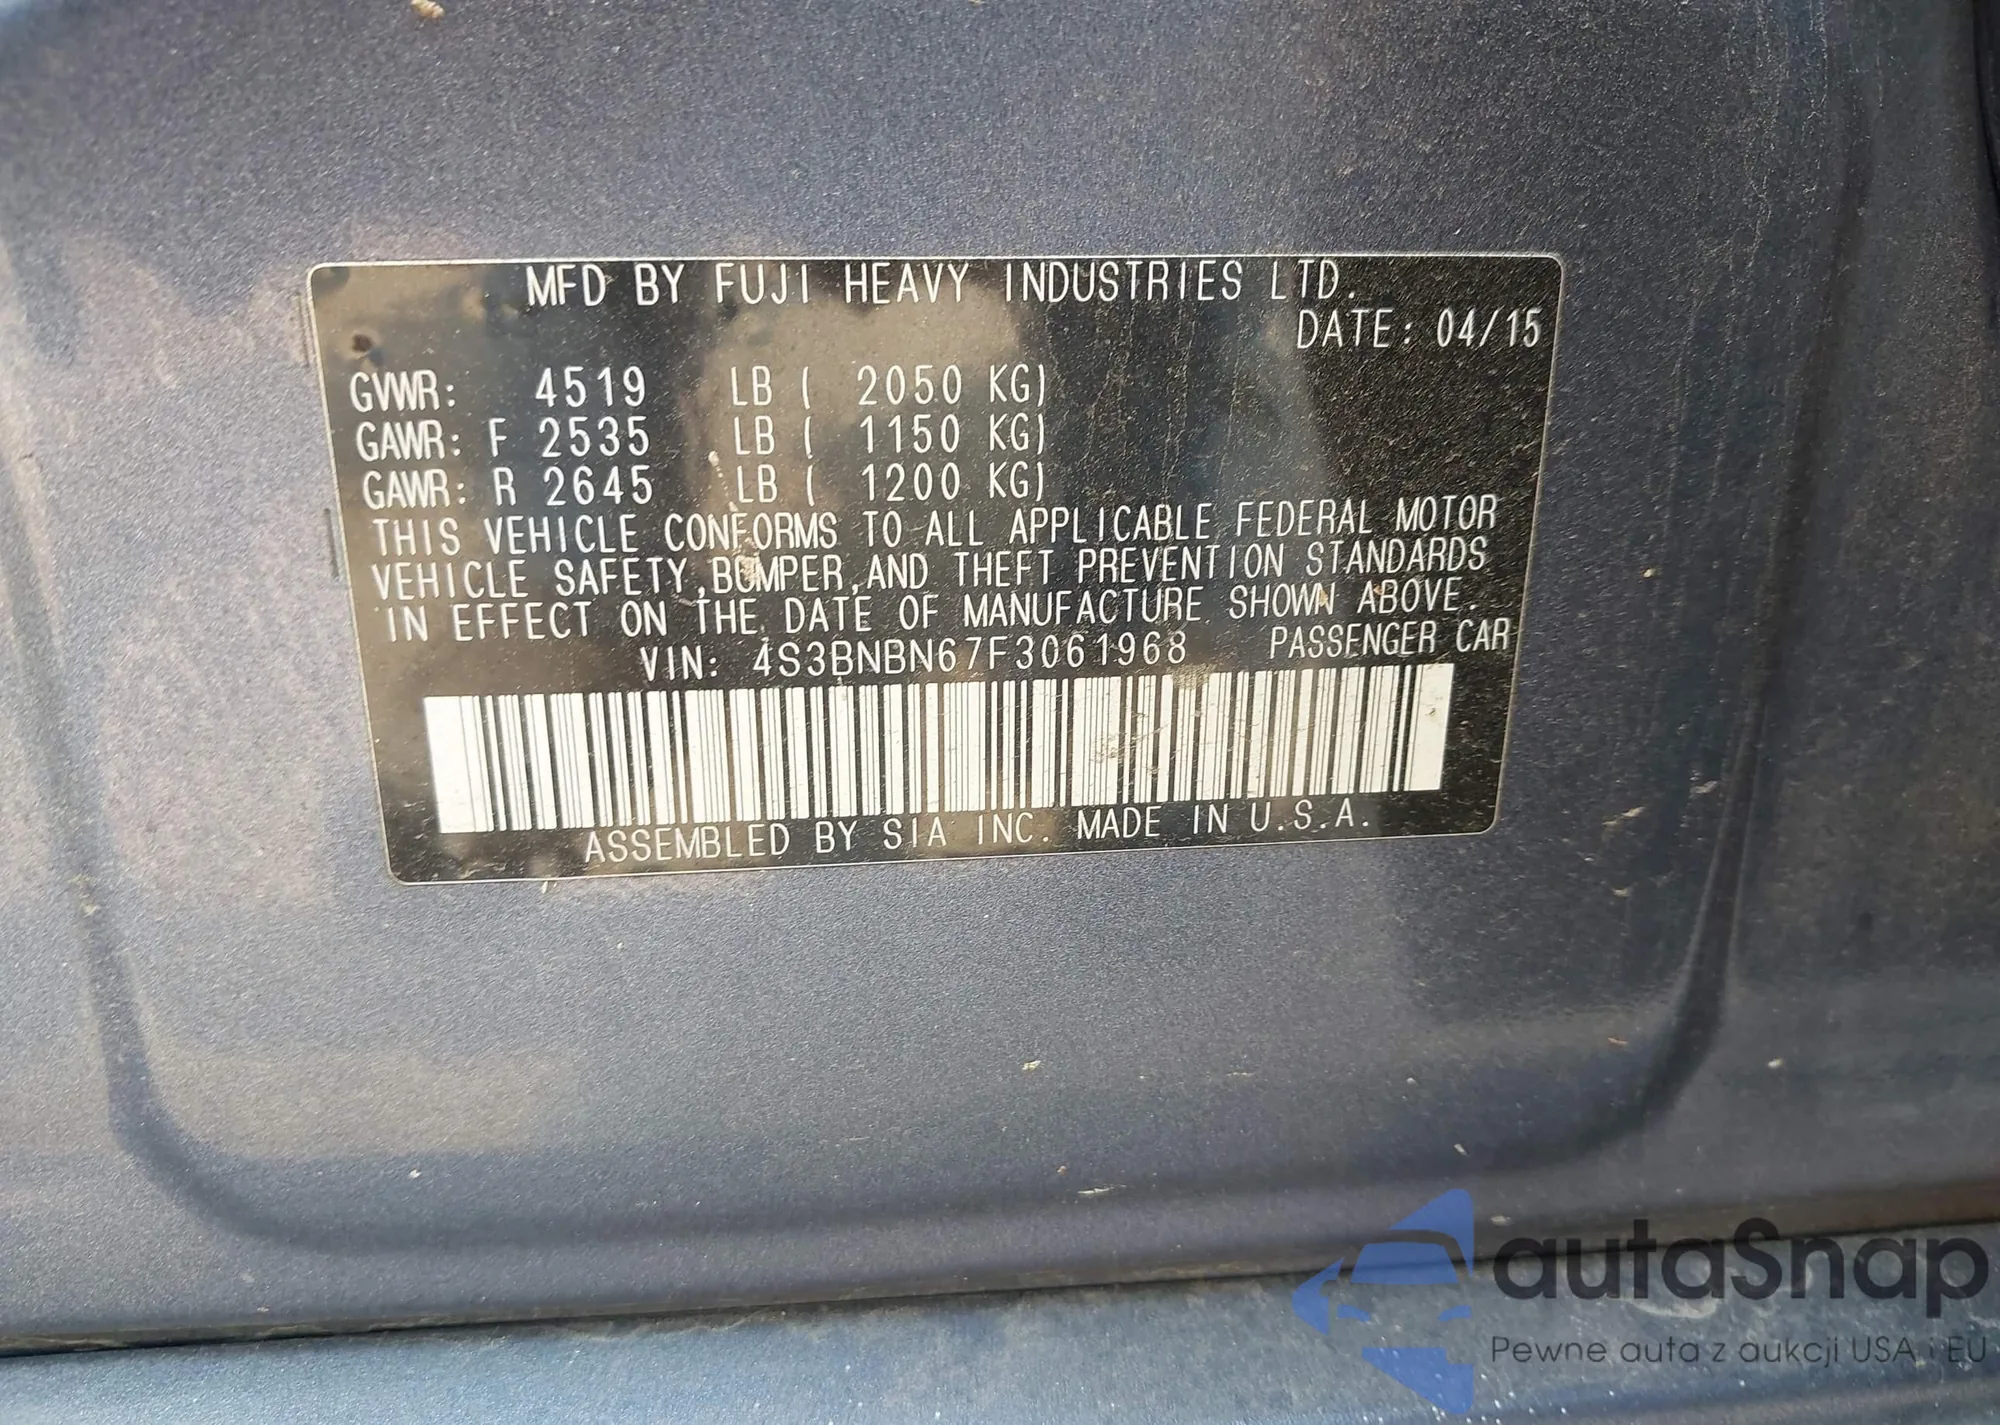 MFD BY FUJI HEAVY INDUSTRIES LTD.
DATE: 04/15
GVWR: 4519 LB ( 2050 KG)
GAWR: F 2535 LB ( 1150 KG)
GAWR: R 2645 LB ( 1200 KG)
THIS VEHICLE CONFORMS TO ALL APPLICABLE FEDERAL MOTOR
VEHICLE SAFETY,BUMPER,AND THEFT PREVENTION STANDARDS
IN EFFECT ON THE DATE OF MANUFACTURE SHOWN ABOVE.
VIN: 4S3BNBN67F3061968 PASSENGER CAR
ASSEMBLED BY SIA INC. MADE IN U.S.A.
autaSnap
Pewne auta z aukcji USA i EU